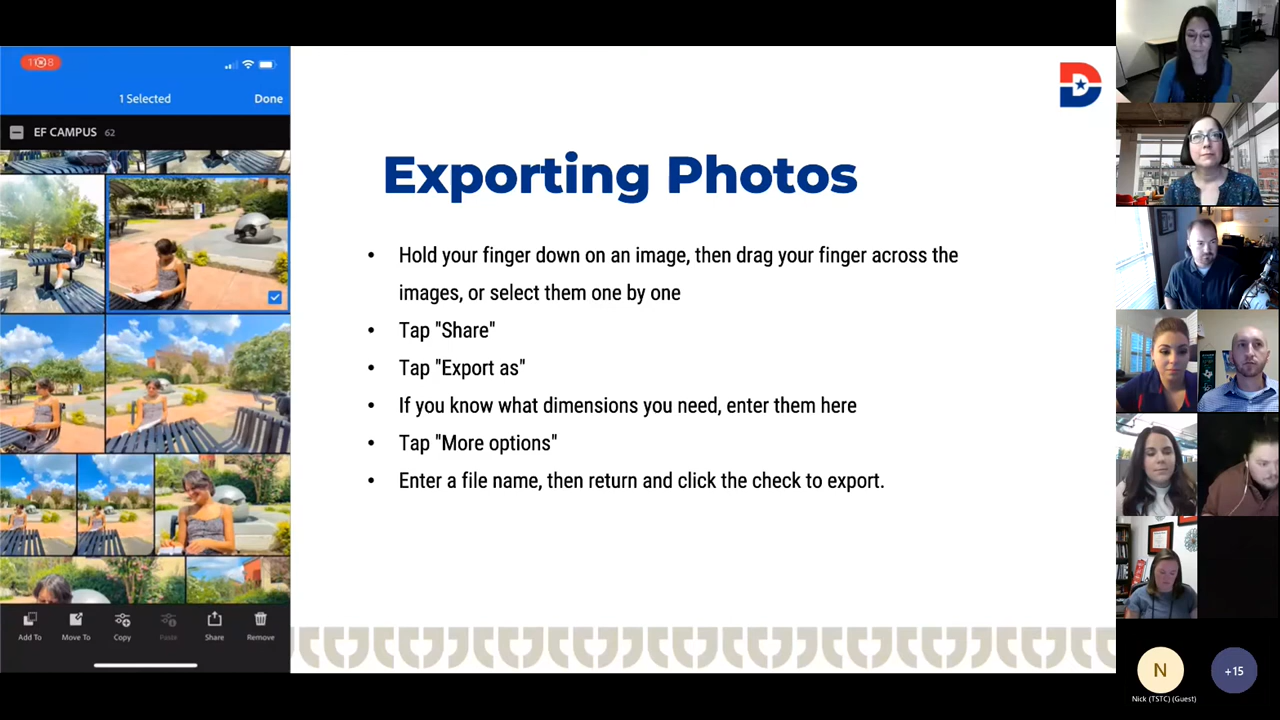 1 Selected
Done
EF CAMPUS 62
Add To
Move To
Copy
Paste
Share
Remove
D
Exporting Photos
• Hold your finger down on an image, then drag your finger across the
images, or select them one by one
• Tap "Share"
• Tap "Export as"
• If you know what dimensions you need, enter them here
• Tap "More options"
• Enter a file name, then return and click the check to export.
N
+15
Nick (TSTC) (Guest)